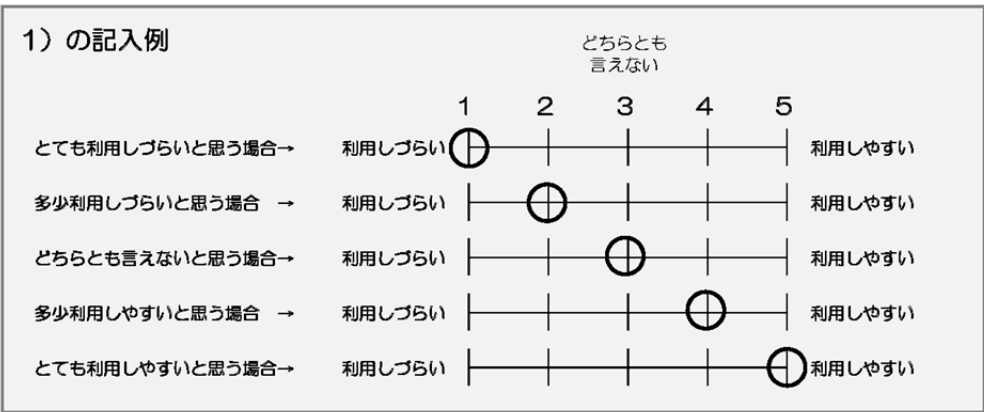 1）の記入例
どちらとも
言えない
1 2 3 4 5
とても利用しづらいと思う場合→ 利用しづらい 利用しやすい
多少利用しづらいと思う場合 → 利用しづらい 利用しやすい
どちらとも言えないと思う場合→ 利用しづらい 利用しやすい
多少利用しやすいと思う場合 → 利用しづらい 利用しやすい
とても利用しやすいと思う場合→ 利用しづらい 利用しやすい